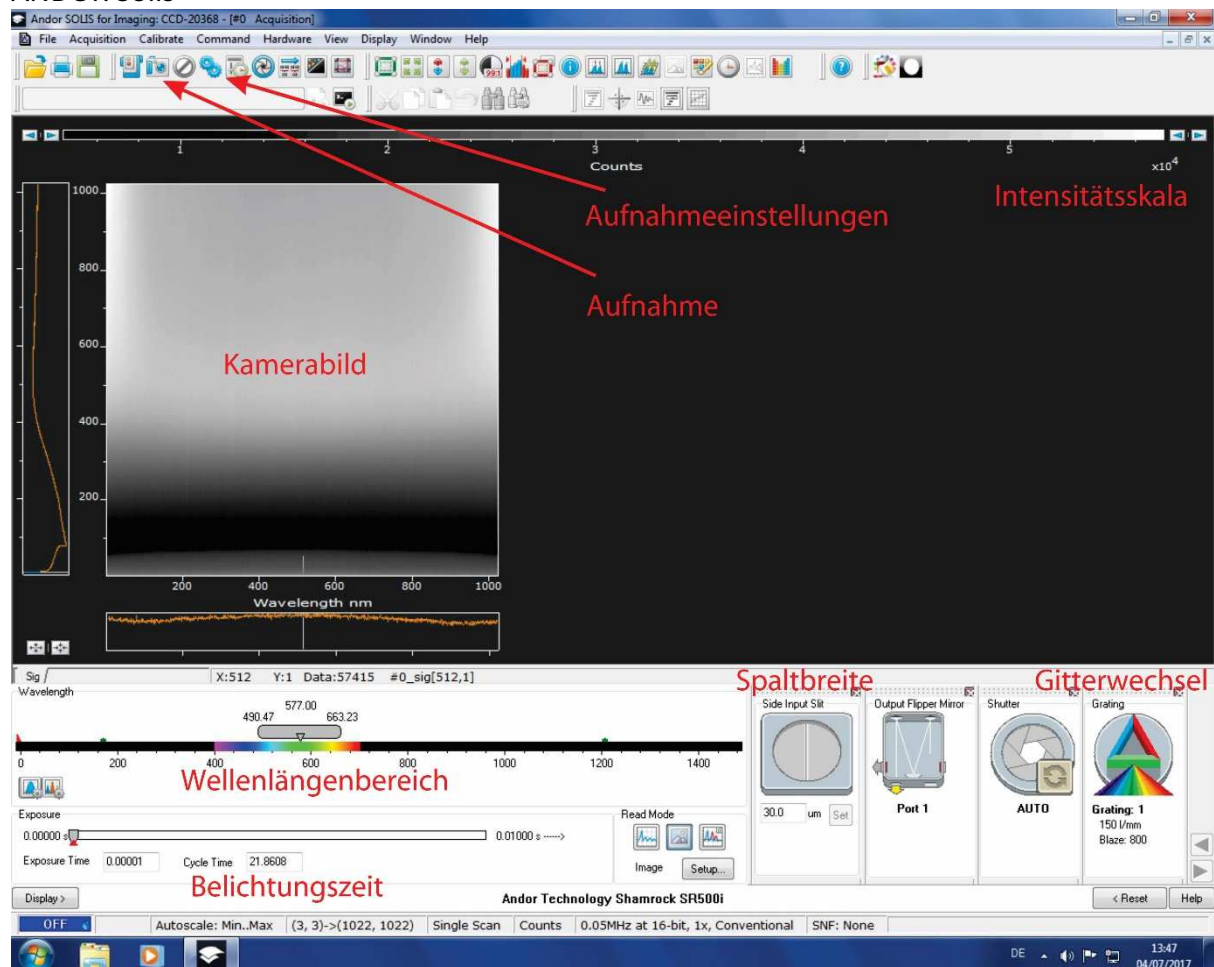 ANDOR Solis
Andor SOLIS for Imaging: CCD-20368 - [#0 Acquisition]
File Acquisition Calibrate Command Hardware View Display Window Help
1 2 3 4 5
Counts
x10^4
Intensitätsskala
Aufnahmeeinstellungen
Aufnahme
Kamerabild
1000
800
600
400
200
200 400 600 800 1000
Wavelength nm
Sig
X:512 Y:1 Data:57415 #0_sig[512,1]
Spaltbreite
Gitterwechsel
Wavelength
577.00
490.47 663.23
0 200 400 600 800 1000 1200 1400
Wellenlängenbereich
Side Input Slit
30.0 um Set
Output Flipper Mirror
Port 1
Shutter
AUTO
Grating
Grating: 1
150 l/mm
Blaze: 800
Exposure
0.00000 s 0.01000 s ------>
Exposure Time 0.00001 Cycle Time 21.8608
Belichtungszeit
Read Mode
Image Setup...
Display >
Andor Technology Shamrock SR500i
< Reset Help
OFF Autoscale: Min..Max (3, 3)->(1022, 1022) Single Scan Counts 0.05MHz at 16-bit, 1x, Conventional SNF: None
DE 13:47
04/07/2017